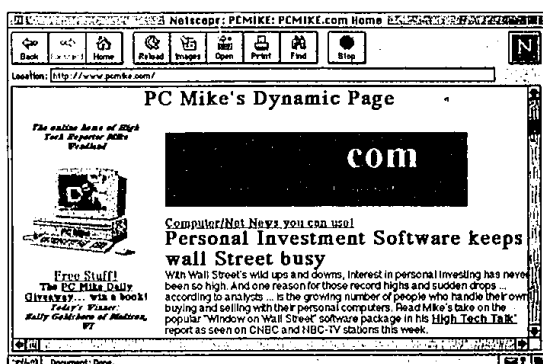 Netscape: PCMIKE: PCMIKE.com Home
Back Forward Home Reload Images Open Print Find Stop
N
Location: http://www.pcmike.com/
PC Mike's Dynamic Page
The online home of High
Tech Reporter Mike
Wendland
com
Computer/Net News you can use!
Personal Investment Software keeps
wall Street busy
With Wall Street's wild ups and downs, interest in personal investing has never
been so high. And one reason for those record highs and sudden drops ...
according to analysts ... is the growing number of people who handle their own
buying and selling with their personal computers. Read Mike's take on the
popular "Window on Wall Street" software package in his High Tech Talk
report as seen on CNBC and NBC-TV stations this week.
Free Stuff!
The PC Mike Daily
Giveaway... win a book!
Today's Winner:
of Madison,
Document: Done